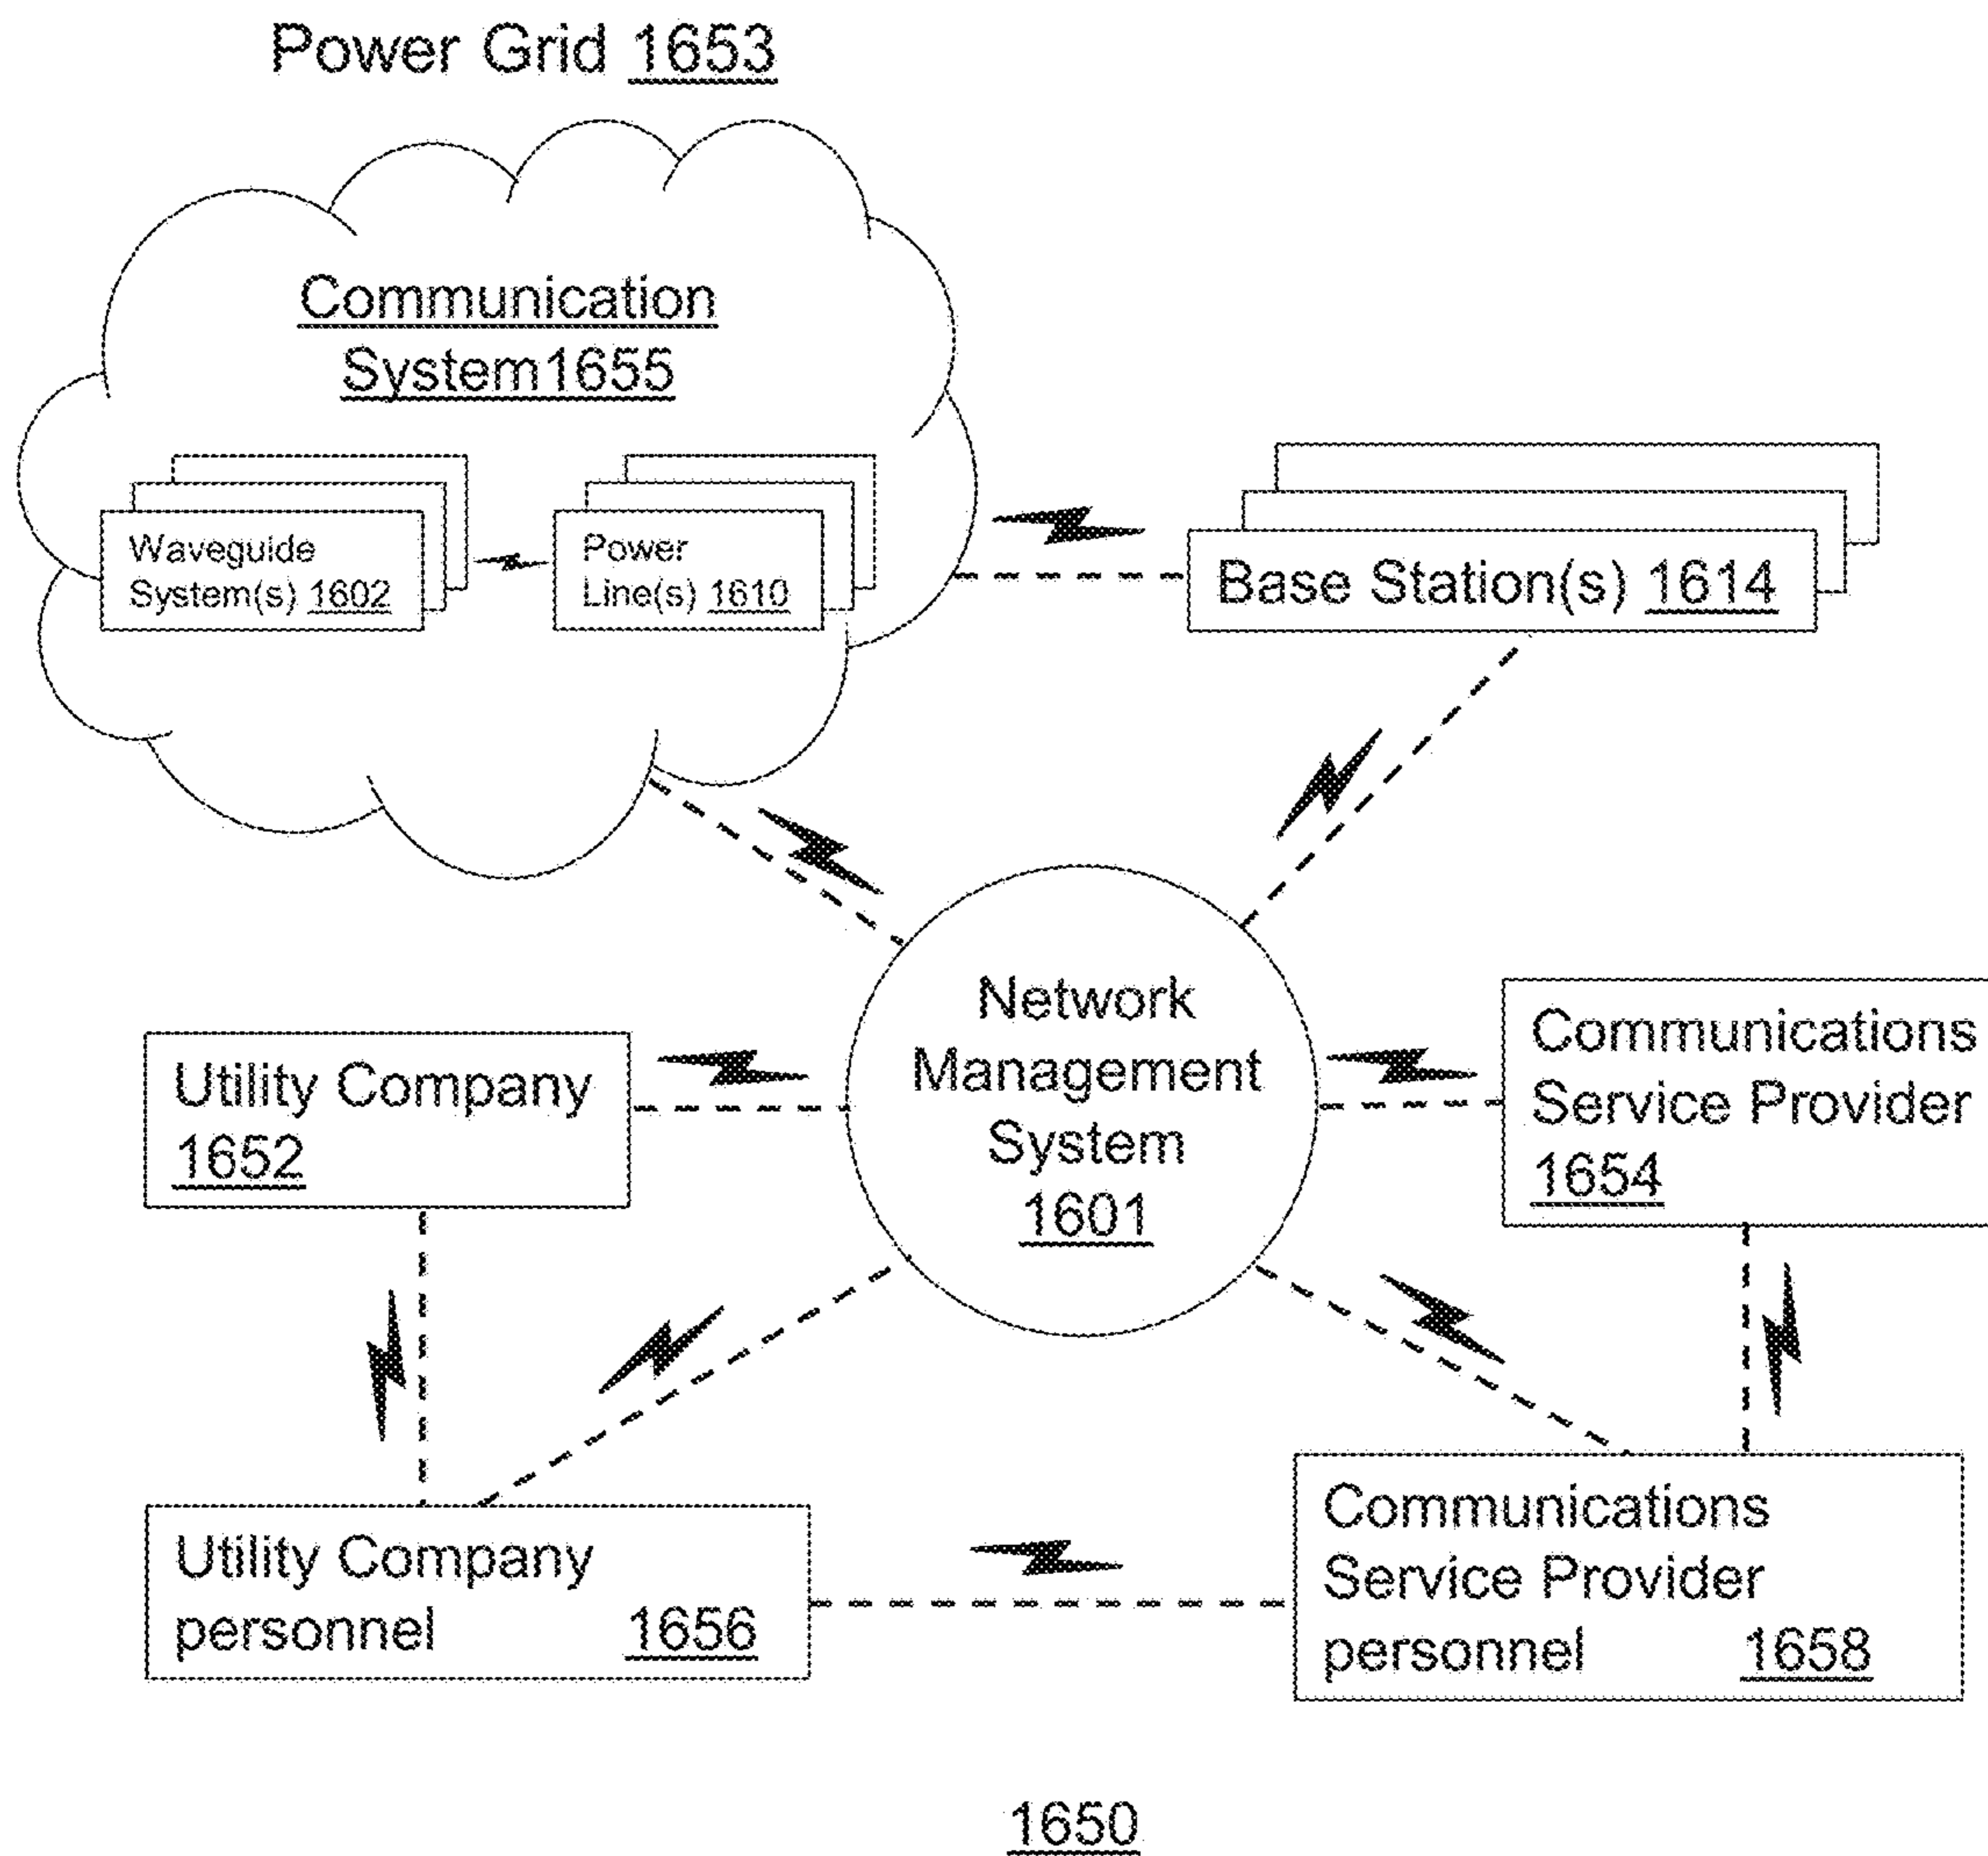 Power Grid 1653
Communication
System1655
Waveguide
System(s) 1602
Power
Line(s) 1610
Base Station(s) 1614
Network
Management
System
1601
Utility Company
1652
Communications
Service Provider
1654
Utility Company
personnel 1656
Communications
Service Provider
personnel 1658
1650